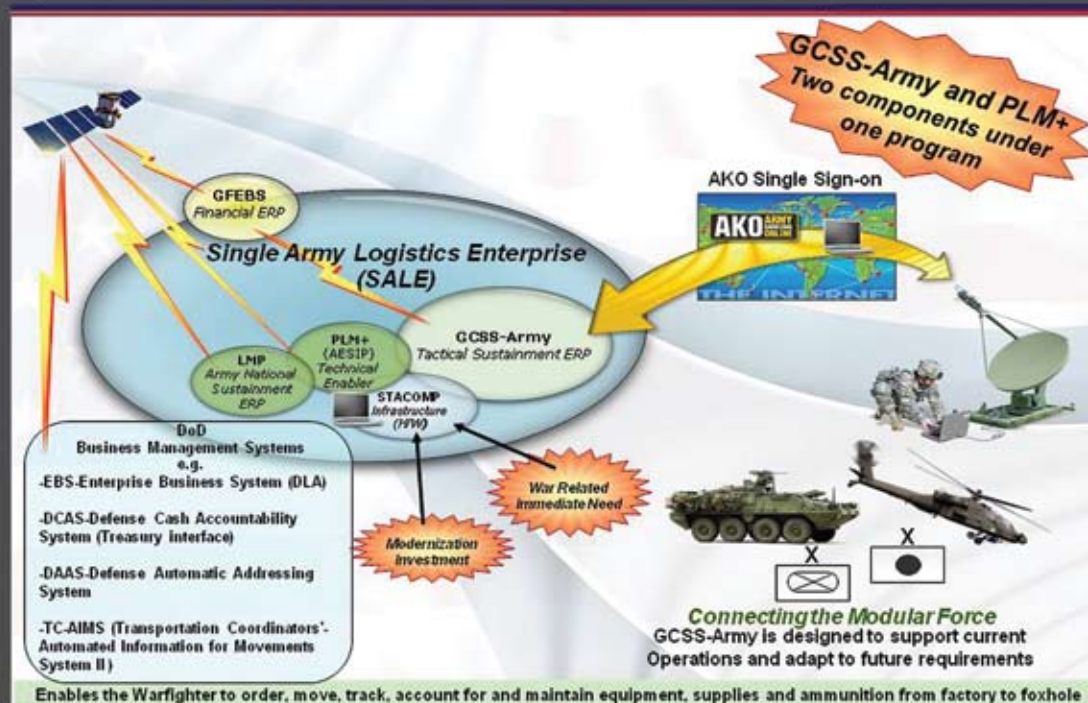 GCSS-Army and PLM+
Two components under
one program
AKO Single Sign-on
AKO ARMY
KNOWLEDGE
ONLINE
THE INTERNET
GFEBS
Financial ERP
Single Army Logistics Enterprise
(SALE)
GCSS-Army
Tactical Sustainment ERP
PLM+
(AESIP)
Technical
Enabler
LMP
Army National
Sustainment
ERP
STACOMP
Infrastructure
(H/W)
DoD
Business Management Systems
e.g.
-EBS-Enterprise Business System (DLA)
-DCAS-Defense Cash Accountability
System (Treasury interface)
-DAAS-Defense Automatic Addressing
System
-TC-AIMS (Transportation Coordinators'-
Automated Information for Movements
System II)
War Related
Immediate Need
Modernization
Investment
X
X
Connecting the Modular Force
GCSS-Army is designed to support current
Operations and adapt to future requirements
Enables the Warfighter to order, move, track, account for and maintain equipment, supplies and ammunition from factory to foxhole